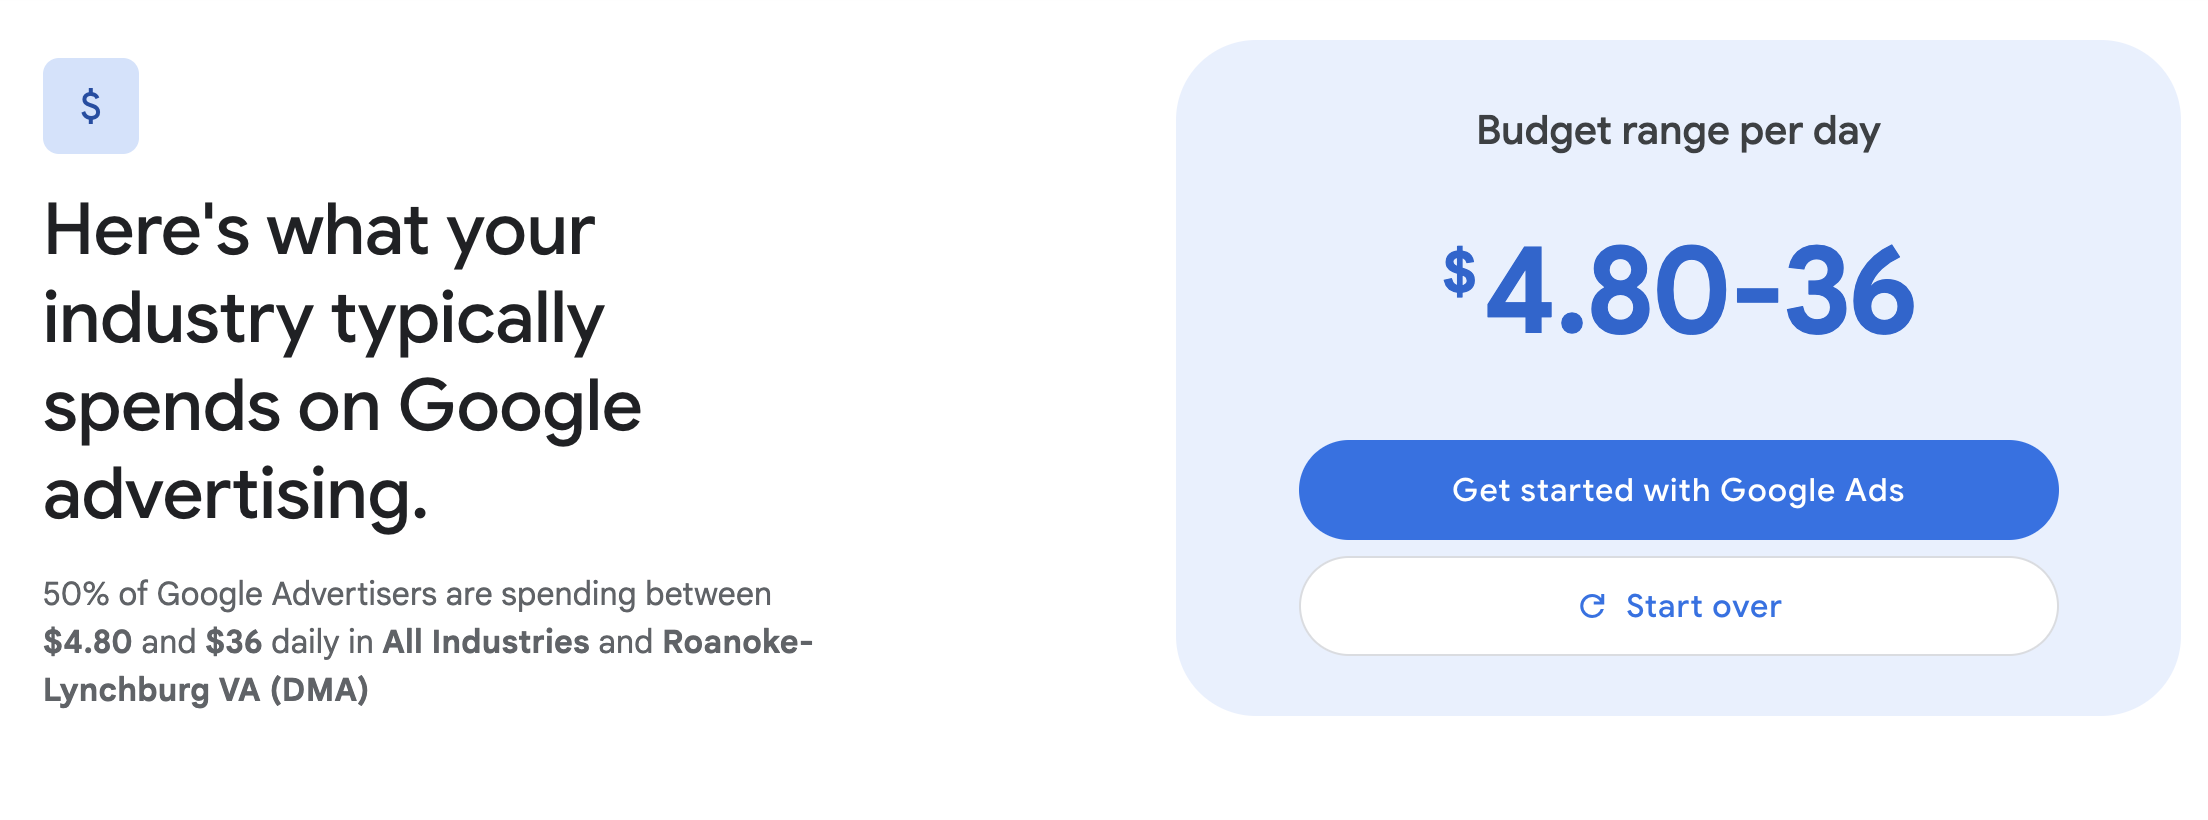 $
Here's what your
industry typically
spends on Google
advertising.
50% of Google Advertisers are spending between
$4.80 and $36 daily in All Industries and Roanoke-
Lynchburg VA (DMA)
Budget range per day
$4.80-36
Get started with Google Ads
Start over